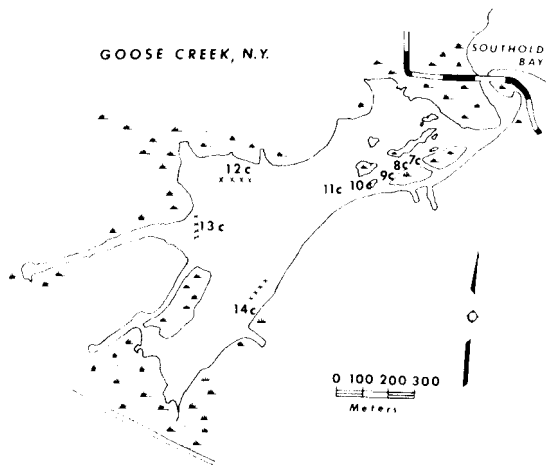 GOOSE CREEK, N.Y.
SOUTHOLD
BAY
12c
8c 7c
9c
11c 10c
13c
14c
0 100 200 300
Meters